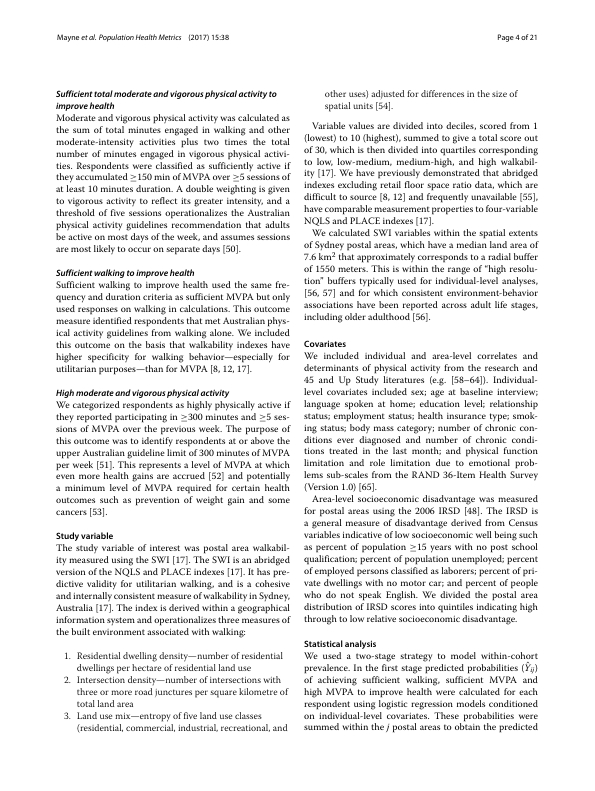 Mayne et al. Population Health Metrics (2017) 15:38
Page 4 of 21
Sufficient total moderate and vigorous physical activity to
improve health
Moderate and vigorous physical activity was calculated as
the sum of total minutes engaged in walking and other
moderate-intensity activities plus two times the total
number of minutes engaged in vigorous physical activi-
ties. Respondents were classified as sufficiently active if
they accumulated ≥150 min of MVPA over ≥5 sessions of
at least 10 minutes duration. A double weighting is given
to vigorous activity to reflect its greater intensity, and a
threshold of five sessions operationalizes the Australian
physical activity guidelines recommendation that adults
be active on most days of the week, and assumes sessions
are most likely to occur on separate days [50].
Sufficient walking to improve health
Sufficient walking to improve health used the same fre-
quency and duration criteria as sufficient MVPA but only
used responses on walking in calculations. This outcome
measure identified respondents that met Australian phys-
ical activity guidelines from walking alone. We included
this outcome on the basis that walkability indexes have
higher specificity for walking behavior—especially for
utilitarian purposes—than for MVPA [8, 12, 17].
High moderate and vigorous physical activity
We categorized respondents as highly physically active if
they reported participating in ≥300 minutes and ≥5 ses-
sions of MVPA over the previous week. The purpose of
this outcome was to identify respondents at or above the
upper Australian guideline limit of 300 minutes of MVPA
per week [51]. This represents a level of MVPA at which
even more health gains are accrued [52] and potentially
a minimum level of MVPA required for certain health
outcomes such as prevention of weight gain and some
cancers [53].
Study variable
The study variable of interest was postal area walkabil-
ity measured using the SWI [17]. The SWI is an abridged
version of the NQLS and PLACE indexes [17]. It has pre-
dictive validity for utilitarian walking, and is a cohesive
and internally consistent measure of walkability in Sydney,
Australia [17]. The index is derived within a geographical
information system and operationalizes three measures of
the built environment associated with walking:
1. Residential dwelling density—number of residential
dwellings per hectare of residential land use
2. Intersection density—number of intersections with
three or more road junctures per square kilometre of
total land area
3. Land use mix—entropy of five land use classes
(residential, commercial, industrial, recreational, and
other uses) adjusted for differences in the size of
spatial units [54].
Variable values are divided into deciles, scored from 1
(lowest) to 10 (highest), summed to give a total score out
of 30, which is then divided into quartiles corresponding
to low, low-medium, medium-high, and high walkabil-
ity [17]. We have previously demonstrated that abridged
indexes excluding retail floor space ratio data, which are
difficult to source [8, 12] and frequently unavailable [55],
have comparable measurement properties to four-variable
NQLS and PLACE indexes [17].
We calculated SWI variables within the spatial extents
of Sydney postal areas, which have a median land area of
7.6 km² that approximately corresponds to a radial buffer
of 1550 meters. This is within the range of “high resolu-
tion” buffers typically used for individual-level analyses,
[56, 57] and for which consistent environment-behavior
associations have been reported across adult life stages,
including older adulthood [56].
Covariates
We included individual and area-level correlates and
determinants of physical activity from the research and
45 and Up Study literatures (e.g. [58–64]). Individual-
level covariates included sex; age at baseline interview;
language spoken at home; education level; relationship
status; employment status; health insurance type; smok-
ing status; body mass category; number of chronic con-
ditions ever diagnosed and number of chronic condi-
tions treated in the last month; and physical function
limitation and role limitation due to emotional prob-
lems sub-scales from the RAND 36-Item Health Survey
(Version 1.0) [65].
Area-level socioeconomic disadvantage was measured
for postal areas using the 2006 IRSD [48]. The IRSD is
a general measure of disadvantage derived from Census
variables indicative of low socioeconomic well being such
as percent of population ≥15 years with no post school
qualification; percent of population unemployed; percent
of employed persons classified as laborers; percent of pri-
vate dwellings with no motor car; and percent of people
who do not speak English. We divided the postal area
distribution of IRSD scores into quintiles indicating high
through to low relative socioeconomic disadvantage.
Statistical analysis
We used a two-stage strategy to model within-cohort
prevalence. In the first stage predicted probabilities (Ŷij)
of achieving sufficient walking, sufficient MVPA and
high MVPA to improve health were calculated for each
respondent using logistic regression models conditioned
on individual-level covariates. These probabilities were
summed within the j postal areas to obtain the predicted